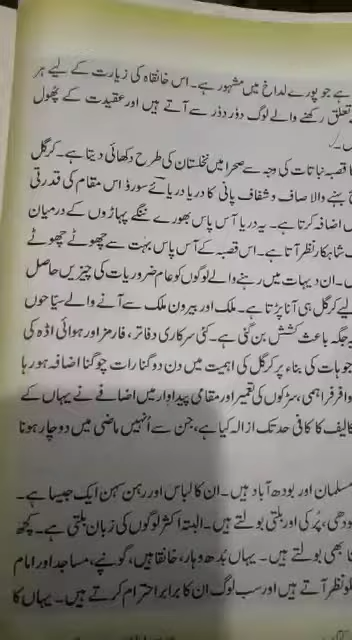 ہے جو پورے لداخ میں مشہور ہے۔ اس خانقاہ کی زیارت کے لیے ہر
تعلق رکھنے والے لوگ دور دور سے آتے ہیں اور عقیدت کے پھول
قصبہ نباتات کی وجہ سے صحرا میں نخلستان کی طرح دکھائی دیتا ہے۔ کرگل
بہنے والا صاف و شفاف پانی کا دریا دریائے سورو اس مقام کی قدرتی
اضافہ کرتا ہے۔ یہ دریا آس پاس بھورے ننگے پہاڑوں کے درمیان
شاہکار نظر آتا ہے۔ اس قصبہ کے آس پاس بہت سے چھوٹے چھوٹے
۔ ان دیہات میں رہنے والے لوگوں کو عام ضروریات کی چیزیں حاصل
لیے کرگل ہی آنا پڑتا ہے۔ ملک اور بیرون ملک سے آنے والے سیاحوں
یہ جگہ باعث کشش بن گئی ہے۔ کئی سرکاری دفاتر، فارمز اور ہوائی اڈہ کی
وجوہات کی بناء پر کرگل کی اہمیت میں دن دوگنا رات چوگنا اضافہ ہو رہا
وافر فراہمی، سڑکوں کی تعمیر اور مقامی پیداوار میں اضافے نے یہاں کے
تکالیف کا کافی حد تک ازالہ کیا ہے، جن سے اُنہیں ماضی میں دوچار ہونا
مسلمان اور بودھ آباد ہیں۔ ان کا لباس اور رہن سہن ایک جیسا ہے۔
بودھی، پُرکی اور بلتی بولتے ہیں۔ البتہ اکثر لوگوں کی زبان بلتی ہے۔ کچھ
بھی بولتے ہیں۔ یہاں بُدھ وہار، خانقاہیں، گونپے، مساجد اور امام
نظر آتے ہیں اور سب لوگ ان کا برابر احترام کرتے ہیں۔ یہاں کا